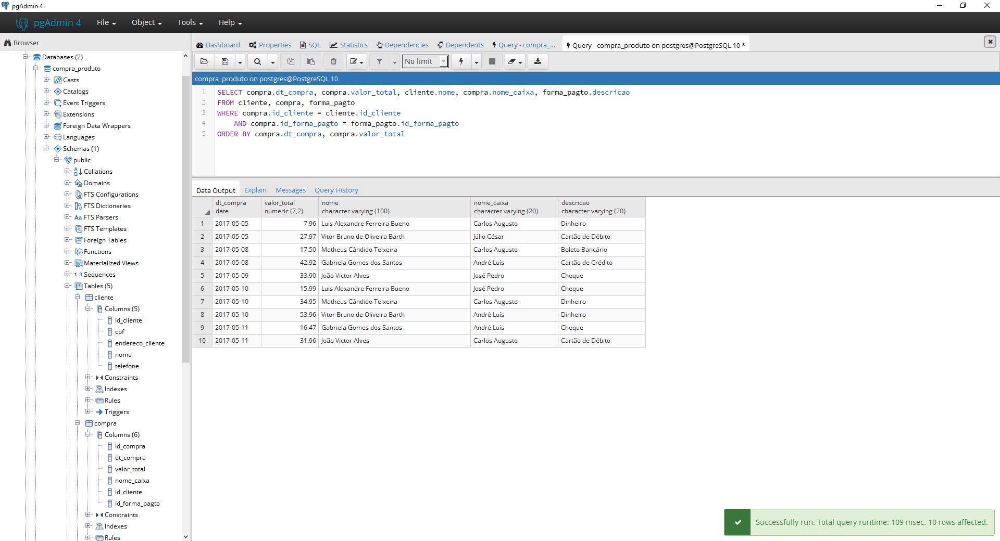 pgAdmin 4
pgAdmin 4 File Object Tools Help
Browser
Databases (2)
compra_produto
Casts
Catalogs
Event Triggers
Extensions
Foreign Data Wrappers
Languages
Schemas (1)
public
Collations
Domains
FTS Configurations
FTS Dictionaries
Aa FTS Parsers
FTS Templates
Foreign Tables
Functions
Materialized Views
1..3 Sequences
Tables (5)
cliente
Columns (5)
id_cliente
cpf
endereco_cliente
nome
telefone
Constraints
Indexes
Rules
Triggers
compra
Columns (6)
id_compra
dt_compra
valor_total
nome_caixa
id_cliente
id_forma_pagto
Constraints
Indexes
Rules
Dashboard Properties SQL Statistics Dependencies Dependents Query - compra_... Query - compra_produto on postgres@PostgreSQL 10 *
No limit
compra_produto on postgres@PostgreSQL 10
1 SELECT compra.dt_compra, compra.valor_total, cliente.nome, compra.nome_caixa, forma_pagto.descricao
2 FROM cliente, compra, forma_pagto
3 WHERE compra.id_cliente = cliente.id_cliente
4 AND compra.id_forma_pagto = forma_pagto.id_forma_pagto
5 ORDER BY compra.dt_compra, compra.valor_total
Data Output Explain Messages Query History
dt_compra valor_total nome nome_caixa descricao
date numeric (7,2) character varying (100) character varying (20) character varying (20)
1 2017-05-05 7.96 Luis Alexandre Ferreira Bueno Carlos Augusto Dinheiro
2 2017-05-05 27.97 Vitor Bruno de Oliveira Barth Júlio César Cartão de Débito
3 2017-05-08 17.50 Matheus Cândido Teixeira Carlos Augusto Boleto Bancário
4 2017-05-08 42.92 Gabriela Gomes dos Santos André Luís Cartão de Crédito
5 2017-05-09 33.90 João Victor Alves José Pedro Cheque
6 2017-05-10 15.99 Luis Alexandre Ferreira Bueno José Pedro Cheque
7 2017-05-10 34.95 Matheus Cândido Teixeira Carlos Augusto Dinheiro
8 2017-05-10 53.96 Vitor Bruno de Oliveira Barth André Luís Dinheiro
9 2017-05-11 16.47 Gabriela Gomes dos Santos André Luís Cheque
10 2017-05-11 31.96 João Victor Alves Carlos Augusto Cartão de Débito
Successfully run. Total query runtime: 109 msec. 10 rows affected.